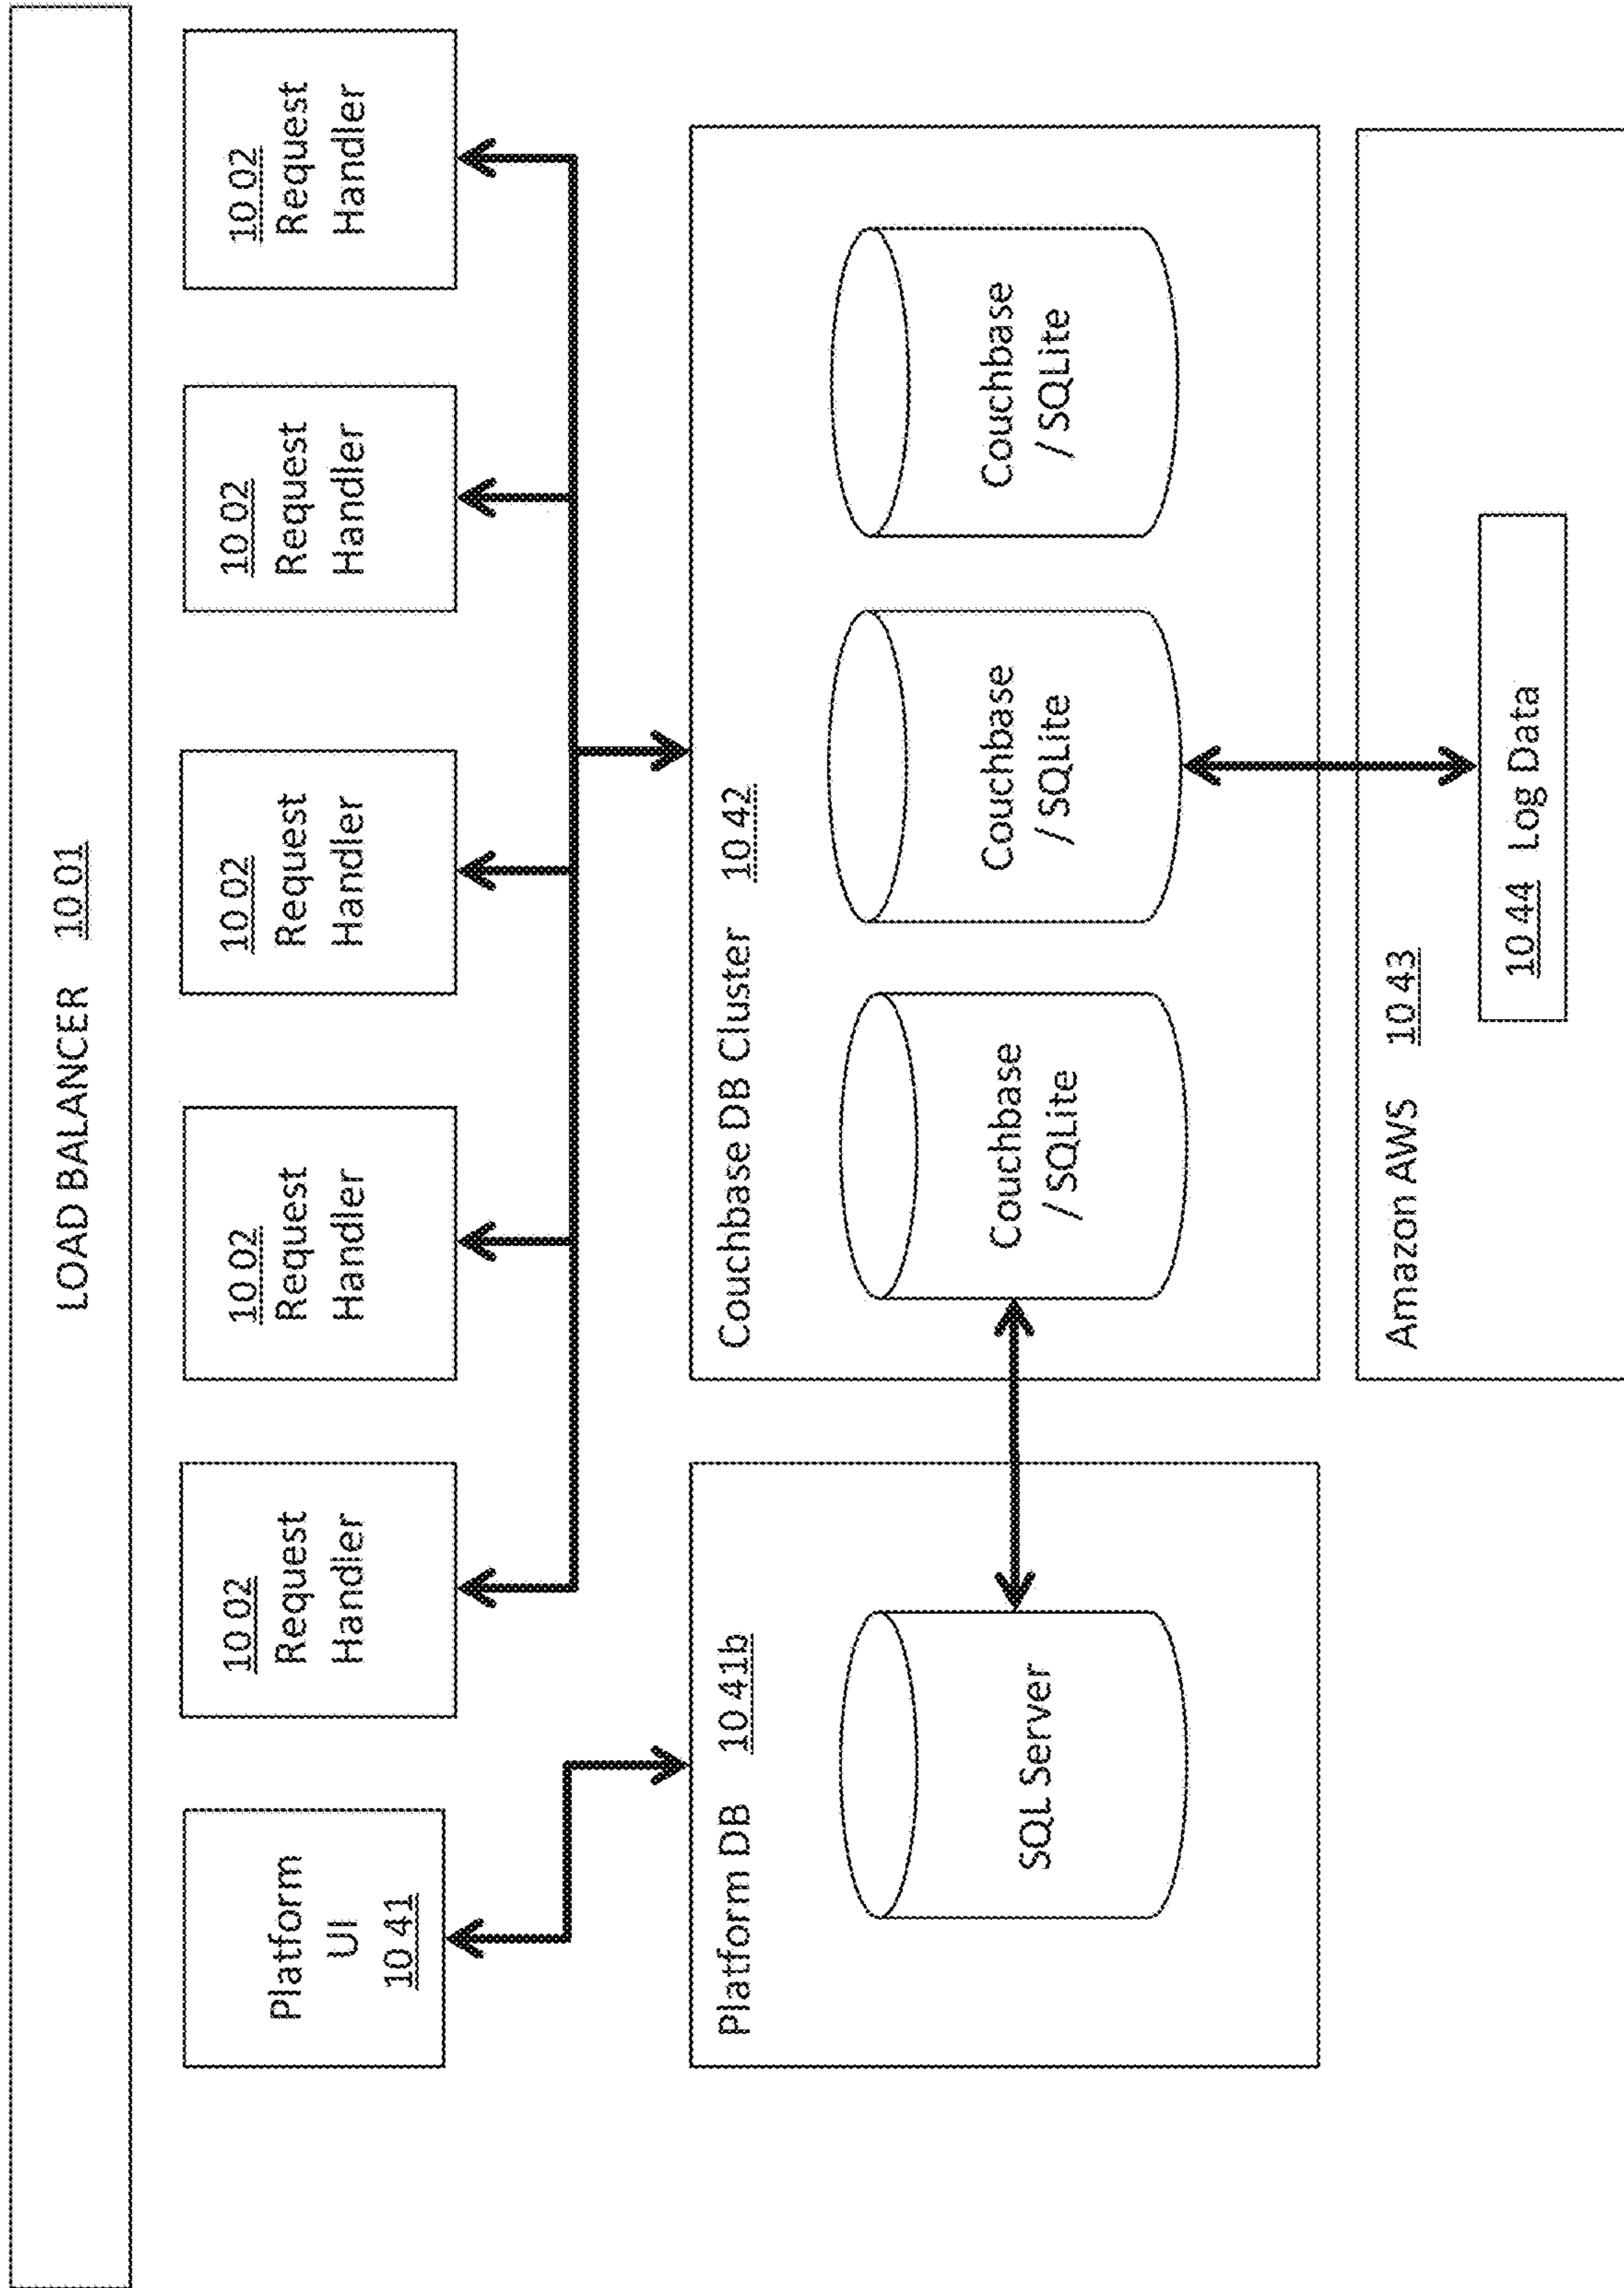 LOAD BALANCER 10 01
Platform
UI
10 41
10 02
Request
Handler
10 02
Request
Handler
10 02
Request
Handler
10 02
Request
Handler
10 02
Request
Handler
Platform DB 10 41b
SQL Server
Couchbase DB Cluster 10 42
Couchbase
/ SQLite
Couchbase
/ SQLite
Couchbase
/ SQLite
Amazon AWS 10 43
10 44 Log Data